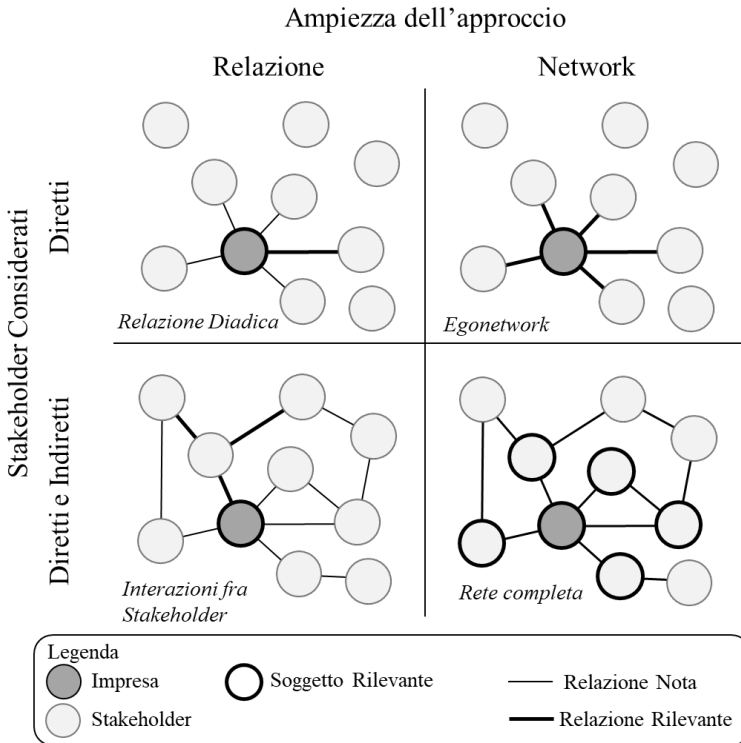 Ampiezza dell'approccio
Relazione
Network
Stakeholder Considerati
Diretti
Relazione Diadica
Egonetwork
Diretti e Indiretti
Interazioni fra
Stakeholder
Rete completa
Legenda
Impresa
Soggetto Rilevante
Relazione Nota
Stakeholder
Relazione Rilevante